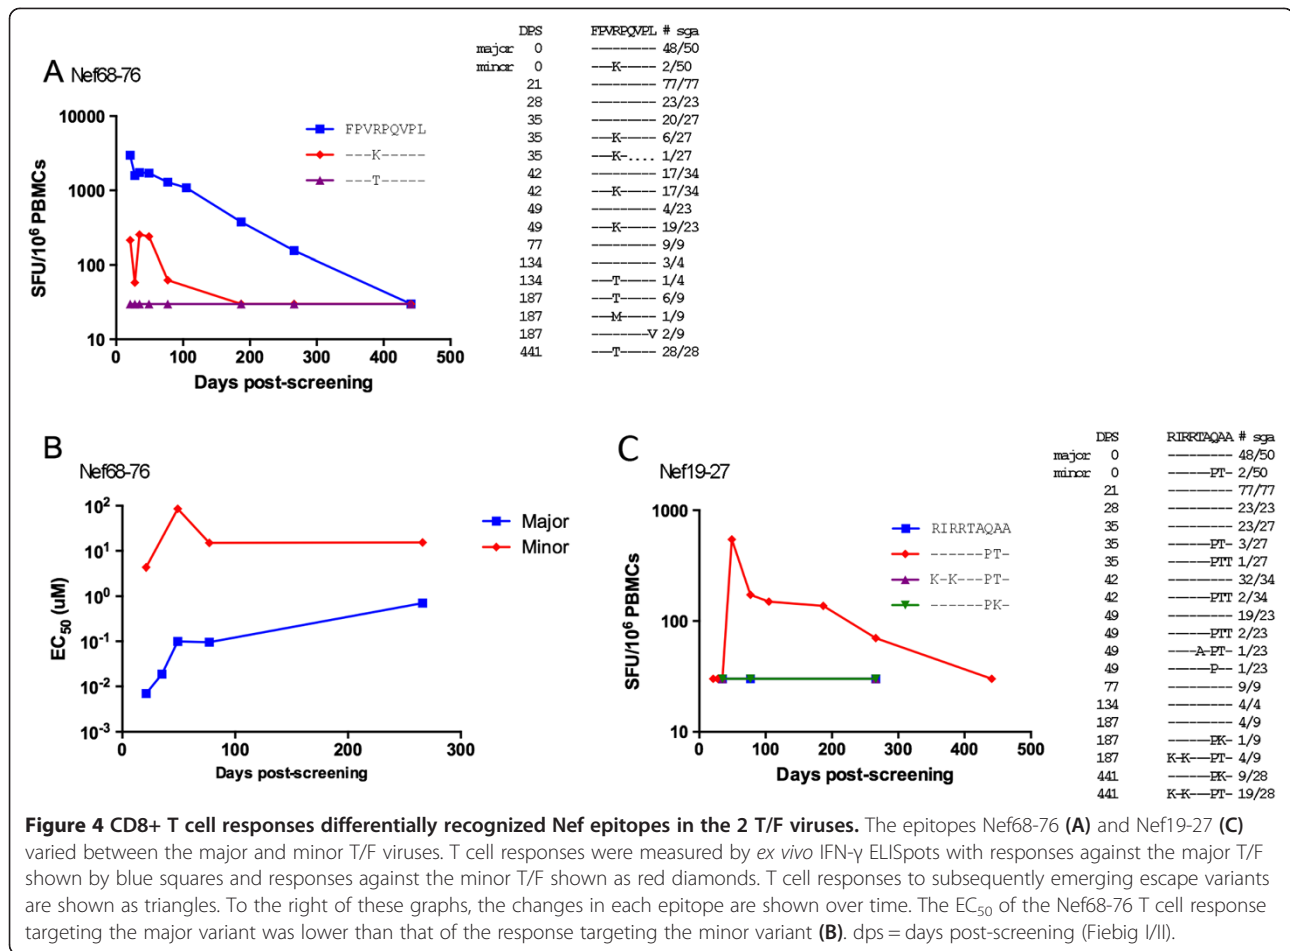 DPS FPVRPQVPL # sga
major 0 --------- 48/50
minor 0 ---K----- 2/50
21 --------- 77/77
28 --------- 23/23
35 --------- 20/27
35 ---K----- 6/27
35 ---K-.... 1/27
42 --------- 17/34
42 ---K----- 17/34
49 --------- 4/23
49 ---K----- 19/23
77 --------- 9/9
134 --------- 3/4
134 ---T----- 1/4
187 ---T----- 6/9
187 ---M----- 1/9
187 --------V 2/9
441 ---T----- 28/28
A Nef68-76
10000
1000
100
10
SFU/10⁶ PBMCs
FPVRPQVPL
---K-----
---T-----
0 100 200 300 400 500
Days post-screening
B
Nef68-76
10²
10¹
10⁰
10⁻¹
10⁻²
10⁻³
EC₅₀ (uM)
Major
Minor
0 100 200 300
Days post-screening
C
Nef19-27
1000
100
10
SFU/10⁶ PBMCs
RIRRTAQAA
------PT-
K-K---PT-
------PK-
0 100 200 300 400 500
Days post-screening
DPS RIRRTAQAA # sga
major 0 --------- 48/50
minor 0 ------PT- 2/50
21 --------- 77/77
28 --------- 23/23
35 --------- 23/27
35 ------PT- 3/27
35 ------PTT 1/27
42 --------- 32/34
42 ------PTT 2/34
49 --------- 19/23
49 ------PTT 2/23
49 ----A-PT- 1/23
49 ------P-- 1/23
77 --------- 9/9
134 --------- 4/4
187 --------- 4/9
187 ------PK- 1/9
187 K-K---PT- 4/9
441 ------PK- 9/28
441 K-K---PT- 19/28
Figure 4 CD8+ T cell responses differentially recognized Nef epitopes in the 2 T/F viruses. The epitopes Nef68-76 (A) and Nef19-27 (C)
varied between the major and minor T/F viruses. T cell responses were measured by ex vivo IFN-γ ELISpots with responses against the major T/F
shown by blue squares and responses against the minor T/F shown as red diamonds. T cell responses to subsequently emerging escape variants
are shown as triangles. To the right of these graphs, the changes in each epitope are shown over time. The EC₅₀ of the Nef68-76 T cell response
targeting the major variant was lower than that of the response targeting the minor variant (B). dps = days post-screening (Fiebig I/II).